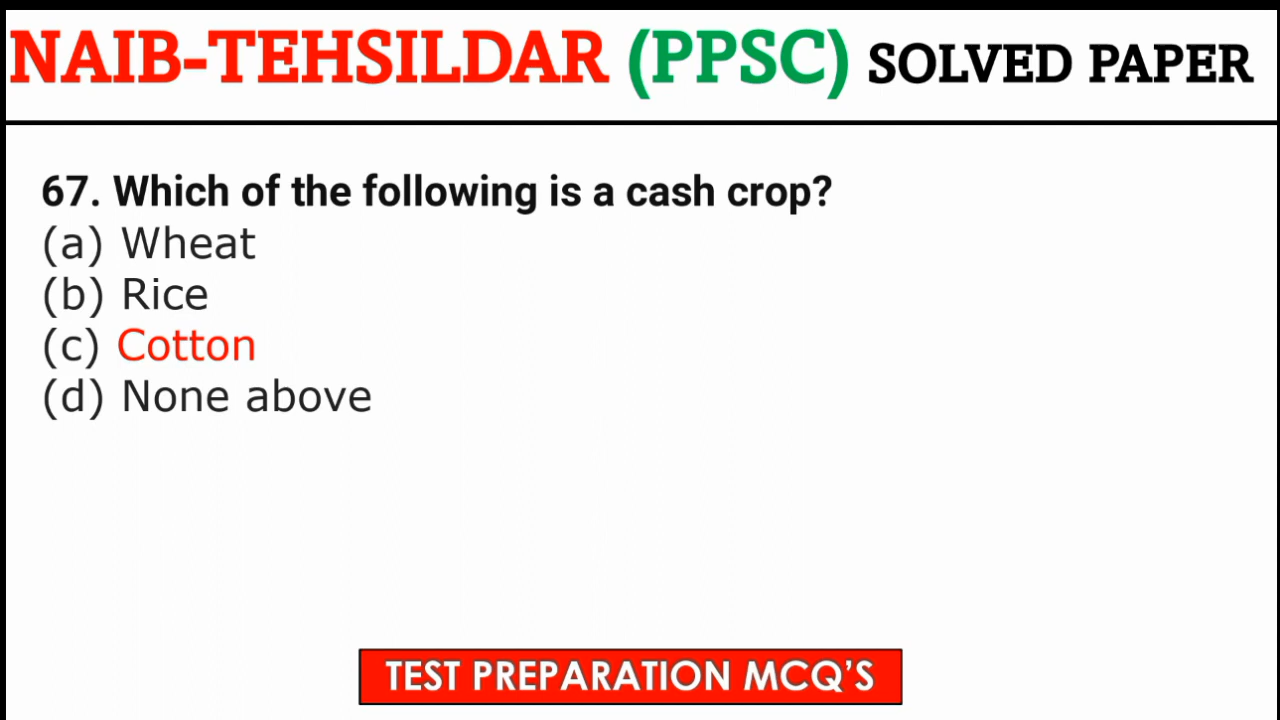 NAIB-TEHSILDAR (PPSC) SOLVED PAPER
67. Which of the following is a cash crop?
(a) Wheat
(b) Rice
(c) Cotton
(d) None above
TEST PREPARATION MCQ'S